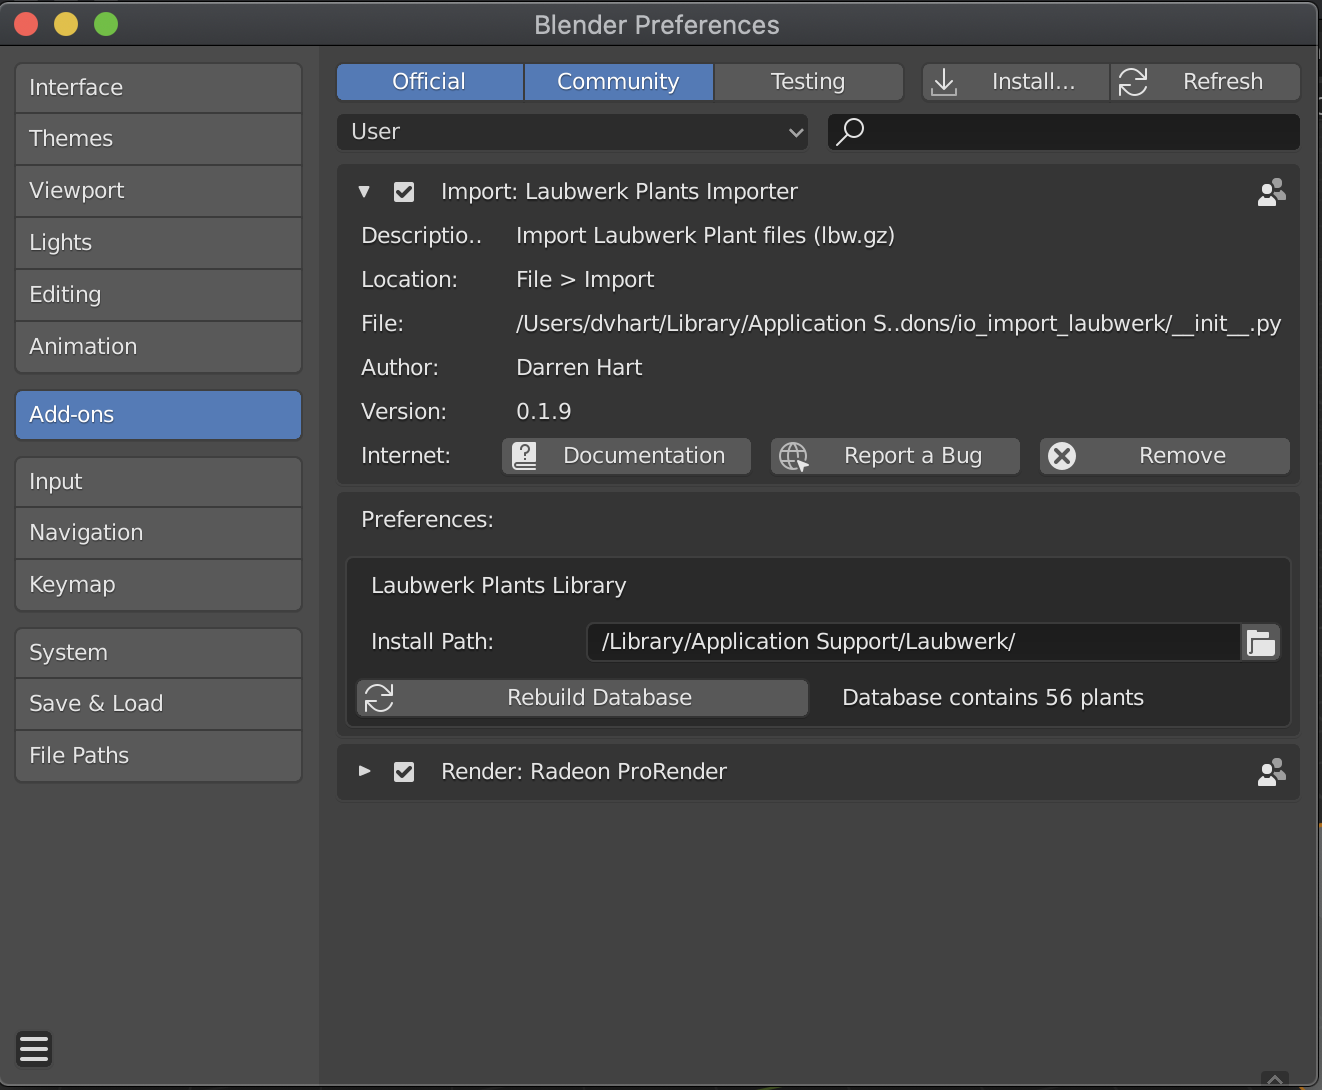 Blender Preferences
Interface
Themes
Viewport
Lights
Editing
Animation
Add-ons
Input
Navigation
Keymap
System
Save & Load
File Paths
Official Community Testing Install... Refresh
User
Import: Laubwerk Plants Importer
Descriptio.. Import Laubwerk Plant files (lbw.gz)
Location: File > Import
File: /Users/dvhart/Library/Application S..dons/io_import_laubwerk/__init__.py
Author: Darren Hart
Version: 0.1.9
Internet: Documentation Report a Bug Remove
Preferences:
Laubwerk Plants Library
Install Path: /Library/Application Support/Laubwerk/
Rebuild Database Database contains 56 plants
Render: Radeon ProRender